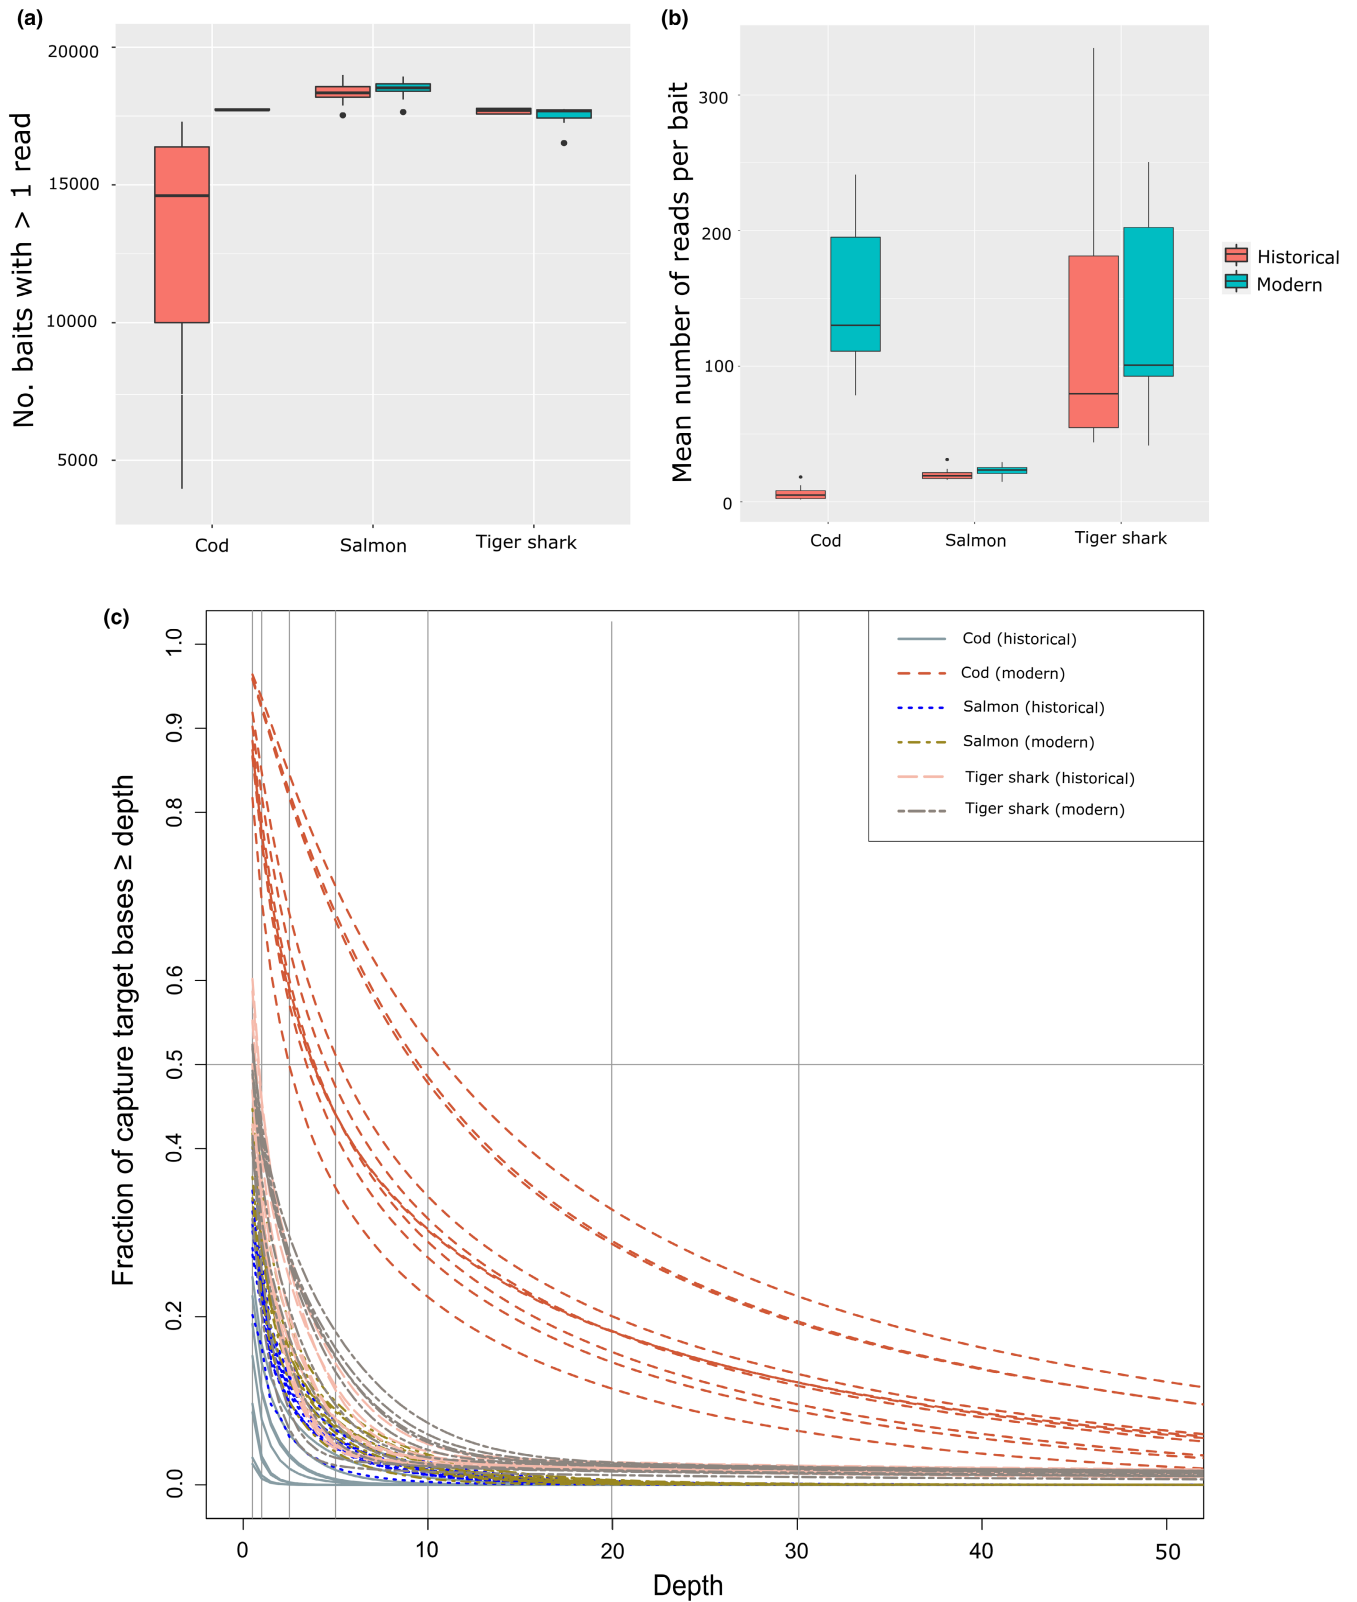 (a)
No. baits with > 1 read
20000
15000
10000
5000
Cod
Salmon
Tiger shark
(b)
Mean number of reads per bait
300
200
100
0
Cod
Salmon
Tiger shark
Historical
Modern
(c)
Fraction of capture target bases ≥ depth
1.0
0.9
0.8
0.6
0.5
0.4
0.2
0.0
Cod (historical)
Cod (modern)
Salmon (historical)
Salmon (modern)
Tiger shark (historical)
Tiger shark (modern)
0
10
20
30
40
50
Depth